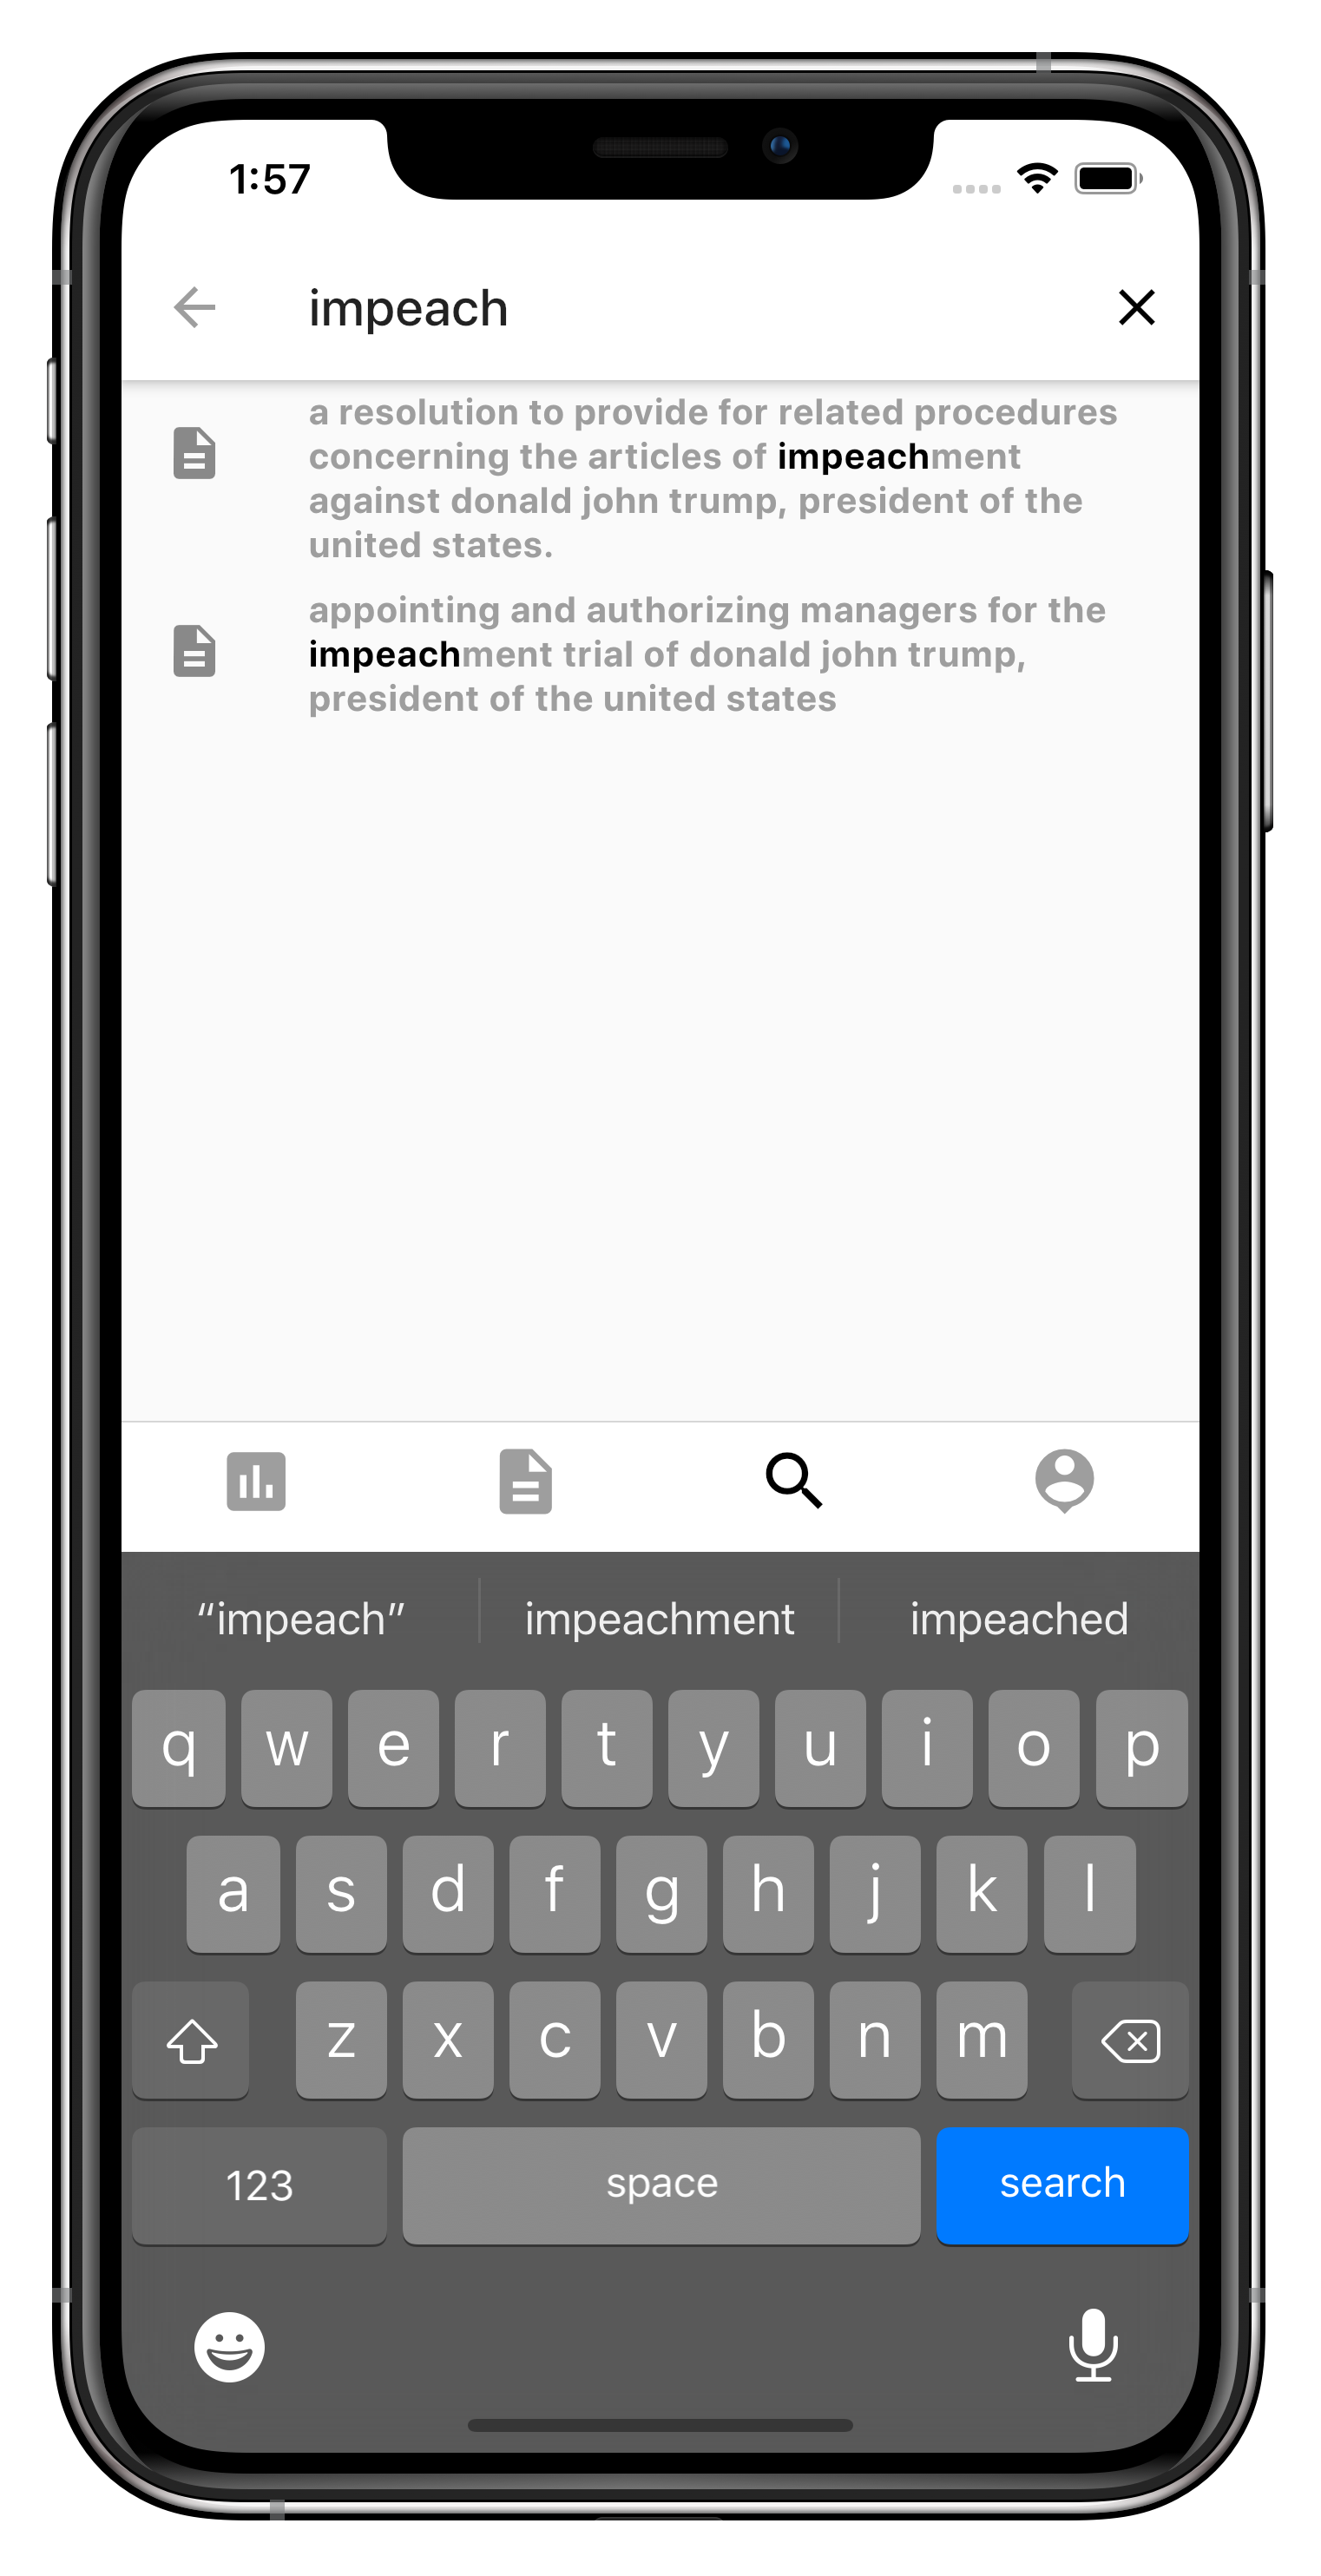 1:57
impeach
a resolution to provide for related procedures
concerning the articles of impeachment
against donald john trump, president of the
united states.
appointing and authorizing managers for the
impeachment trial of donald john trump,
president of the united states
“impeach” impeachment impeached
q w e r t y u i o p
a s d f g h j k l
z x c v b n m
123 space search